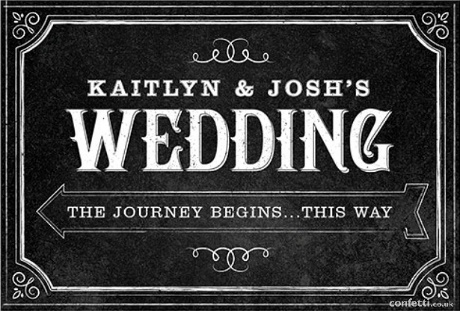 KAITLYN & JOSH'S
WEDDING
THE JOURNEY BEGINS...THIS WAY
confetti.co.uk